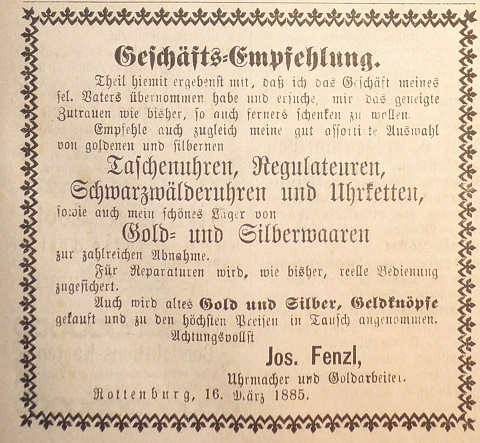 Geschäfts-Empfehlung.
Theil hiemit ergebenst mit, daß ich das Geschäft meines
sel. Vaters übernommen habe und ersuche, mir das geneigte
Zutrauen wie bisher, so auch ferners schenken zu wollen.
Empfehle auch zugleich meine gut assortirte Auswahl
von goldenen und silbernen
Taschenuhren, Regulateuren,
Schwarzwälderuhren und Uhrketten,
sowie auch mein schönes Lager von
Gold- und Silberwaaren
zur zahlreichen Abnahme.
Für Reparaturen wird, wie bisher, reelle Bedienung
zugesichert.
Auch wird altes Gold und Silber, Geldknöpfe
gekauft und zu den höchsten Preisen in Tausch angenommen.
Achtungsvollst
Jos. Fenzl,
Uhrmacher und Goldarbeiter.
Rottenburg, 16. März 1885.